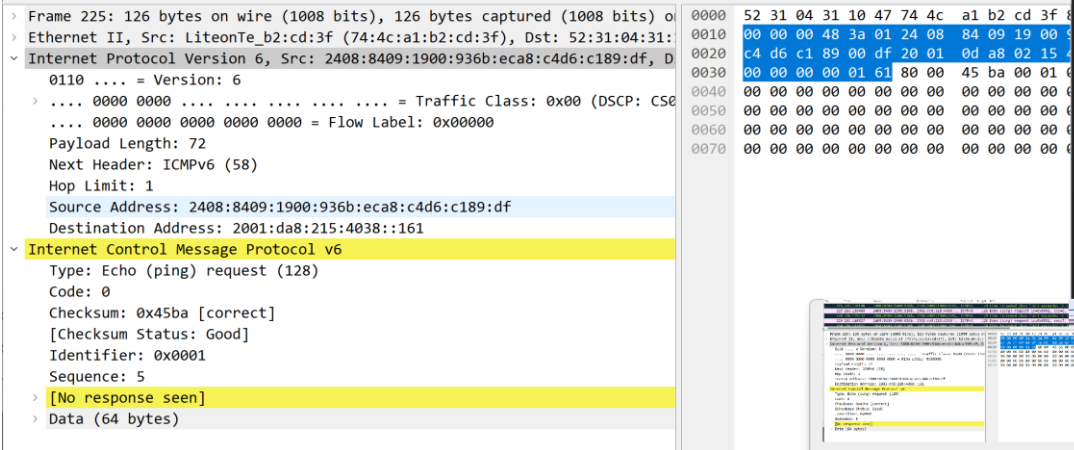 Frame 225: 126 bytes on wire (1008 bits), 126 bytes captured (1008 bits) o
Ethernet II, Src: LiteonTe_b2:cd:3f (74:4c:a1:b2:cd:3f), Dst: 52:31:04:31:
Internet Protocol Version 6, Src: 2408:8409:1900:936b:eca8:c4d6:c189:df, D
0110 .... = Version: 6
.... 0000 0000 .... .... .... .... .... = Traffic Class: 0x00 (DSCP: CS0
.... 0000 0000 0000 0000 0000 = Flow Label: 0x00000
Payload Length: 72
Next Header: ICMPv6 (58)
Hop Limit: 1
Source Address: 2408:8409:1900:936b:eca8:c4d6:c189:df
Destination Address: 2001:da8:215:4038::161
Internet Control Message Protocol v6
Type: Echo (ping) request (128)
Code: 0
Checksum: 0x45ba [correct]
[Checksum Status: Good]
Identifier: 0x0001
Sequence: 5
[No response seen]
Data (64 bytes)
0000 52 31 04 31 10 47 74 4c a1 b2 cd 3f 8
0010 00 00 00 48 3a 01 24 08 84 09 19 00 9
0020 c4 d6 c1 89 00 df 20 01 0d a8 02 15 4
0030 00 00 00 00 01 61 80 00 45 ba 00 01 0
0040 00 00 00 00 00 00 00 00 00 00 00 00 0
0050 00 00 00 00 00 00 00 00 00 00 00 00 0
0060 00 00 00 00 00 00 00 00 00 00 00 00 0
0070 00 00 00 00 00 00 00 00 00 00 00 00 0